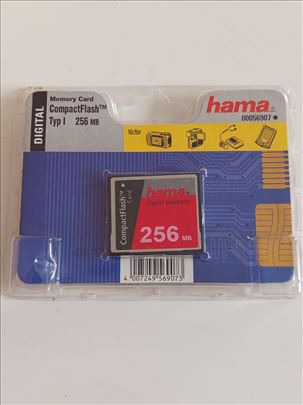 DIGITAL
Memory Card
CompactFlash™
Typ I 256 MB
hama®
00056907
für/for
CompactFlash™
Card
hama®
digital solutions
256 MB
4 007249 569073